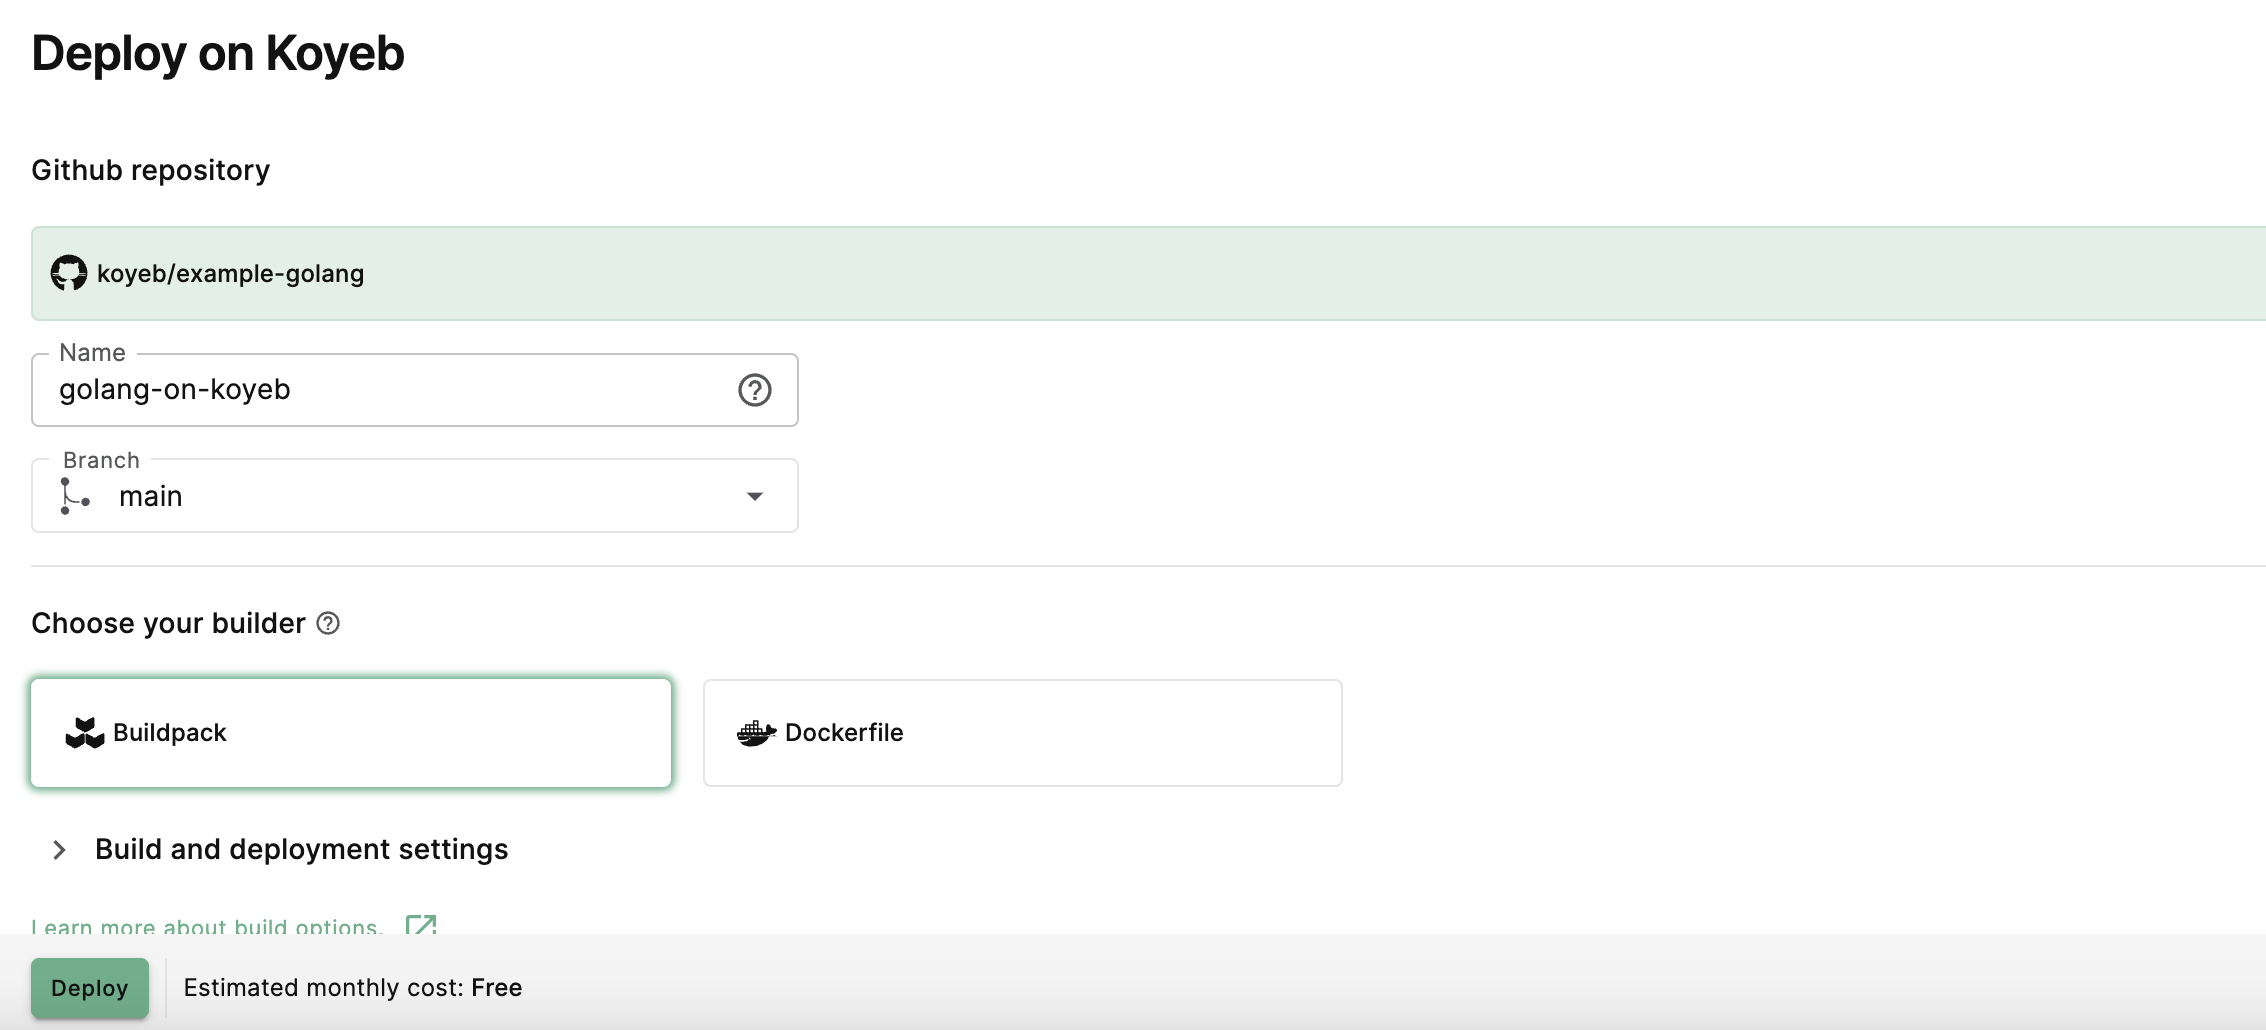 Deploy on Koyeb
Github repository
koyeb/example-golang
Name
golang-on-koyeb
Branch
main
Choose your builder
Buildpack
Dockerfile
Build and deployment settings
Learn more about build options.
Deploy
Estimated monthly cost: Free